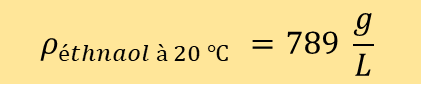 ρéthnaol à 20 °C = 789 g/L